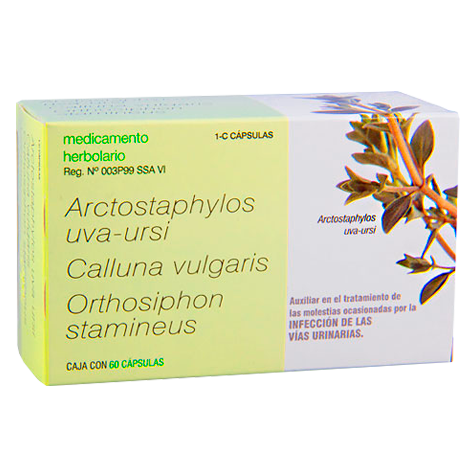 medicamento
herbolario
Reg. Nº 003P99 SSA VI
1-C CÁPSULAS
Arctostaphylos
uva-ursi
Calluna vulgaris
Orthosiphon
stamineus
CAJA CON 60 CÁPSULAS
Arctostaphylos
uva-ursi
Auxiliar en el tratamiento de
las molestias ocasionadas por la
INFECCIÓN DE LAS
VÍAS URINARIAS.